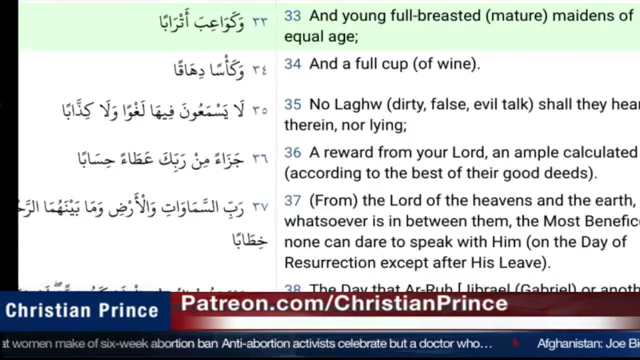 ٣٣ وَكَوَاعِبَ أَتْرَابًا
33 And young full-breasted (mature) maidens of
equal age;
٣٤ وَكَأْسًا دِهَاقًا
34 And a full cup (of wine).
٣٥ لَا يَسْمَعُونَ فِيهَا لَغْوًا وَلَا كِذَّابًا
35 No Laghw (dirty, false, evil talk) shall they hear
therein, nor lying;
٣٦ جَزَاءً مِنْ رَبِّكَ عَطَاءً حِسَابًا
36 A reward from your Lord, an ample calculated
(according to the best of their good deeds).
٣٧ رَبِّ السَّمَاوَاتِ وَالْأَرْضِ وَمَا بَيْنَهُمَا
خِطَابًا
37 (From) the Lord of the heavens and the earth,
whatsoever is in between them, the Most
none can dare to speak with Him (on the Day of
Resurrection except after His Leave).
38 The Day that Ar-Ruh [Jibrael (Gabriel) or
Christian Prince
Patreon.com/ChristianPrince
women make of six-week abortion ban Anti-abortion activists celebrate but a doctor who... Afghanistan: Joe